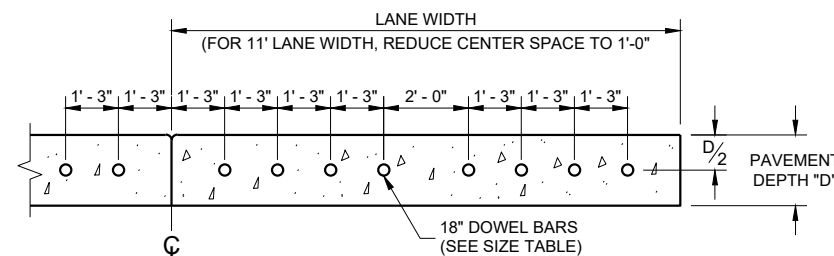 LANE WIDTH
(FOR 11' LANE WIDTH, REDUCE CENTER SPACE TO 1'-0"
1' - 3" 1' - 3" 1' - 3" 1' - 3" 1' - 3" 1' - 3" 2' - 0" 1' - 3" 1' - 3" 1' - 3"
D/2
PAVEMENT
DEPTH "D"
18" DOWEL BARS
(SEE SIZE TABLE)
℄